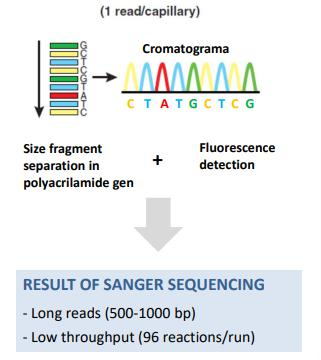 (1 read/capillary)
G
C
T
C
G
T
A
T
C
Cromatograma
C T A T G C T C G
Size fragment
separation in
polyacrilamide gen
+
Fluorescence
detection
RESULT OF SANGER SEQUENCING
- Long reads (500-1000 bp)
- Low throughput (96 reactions/run)